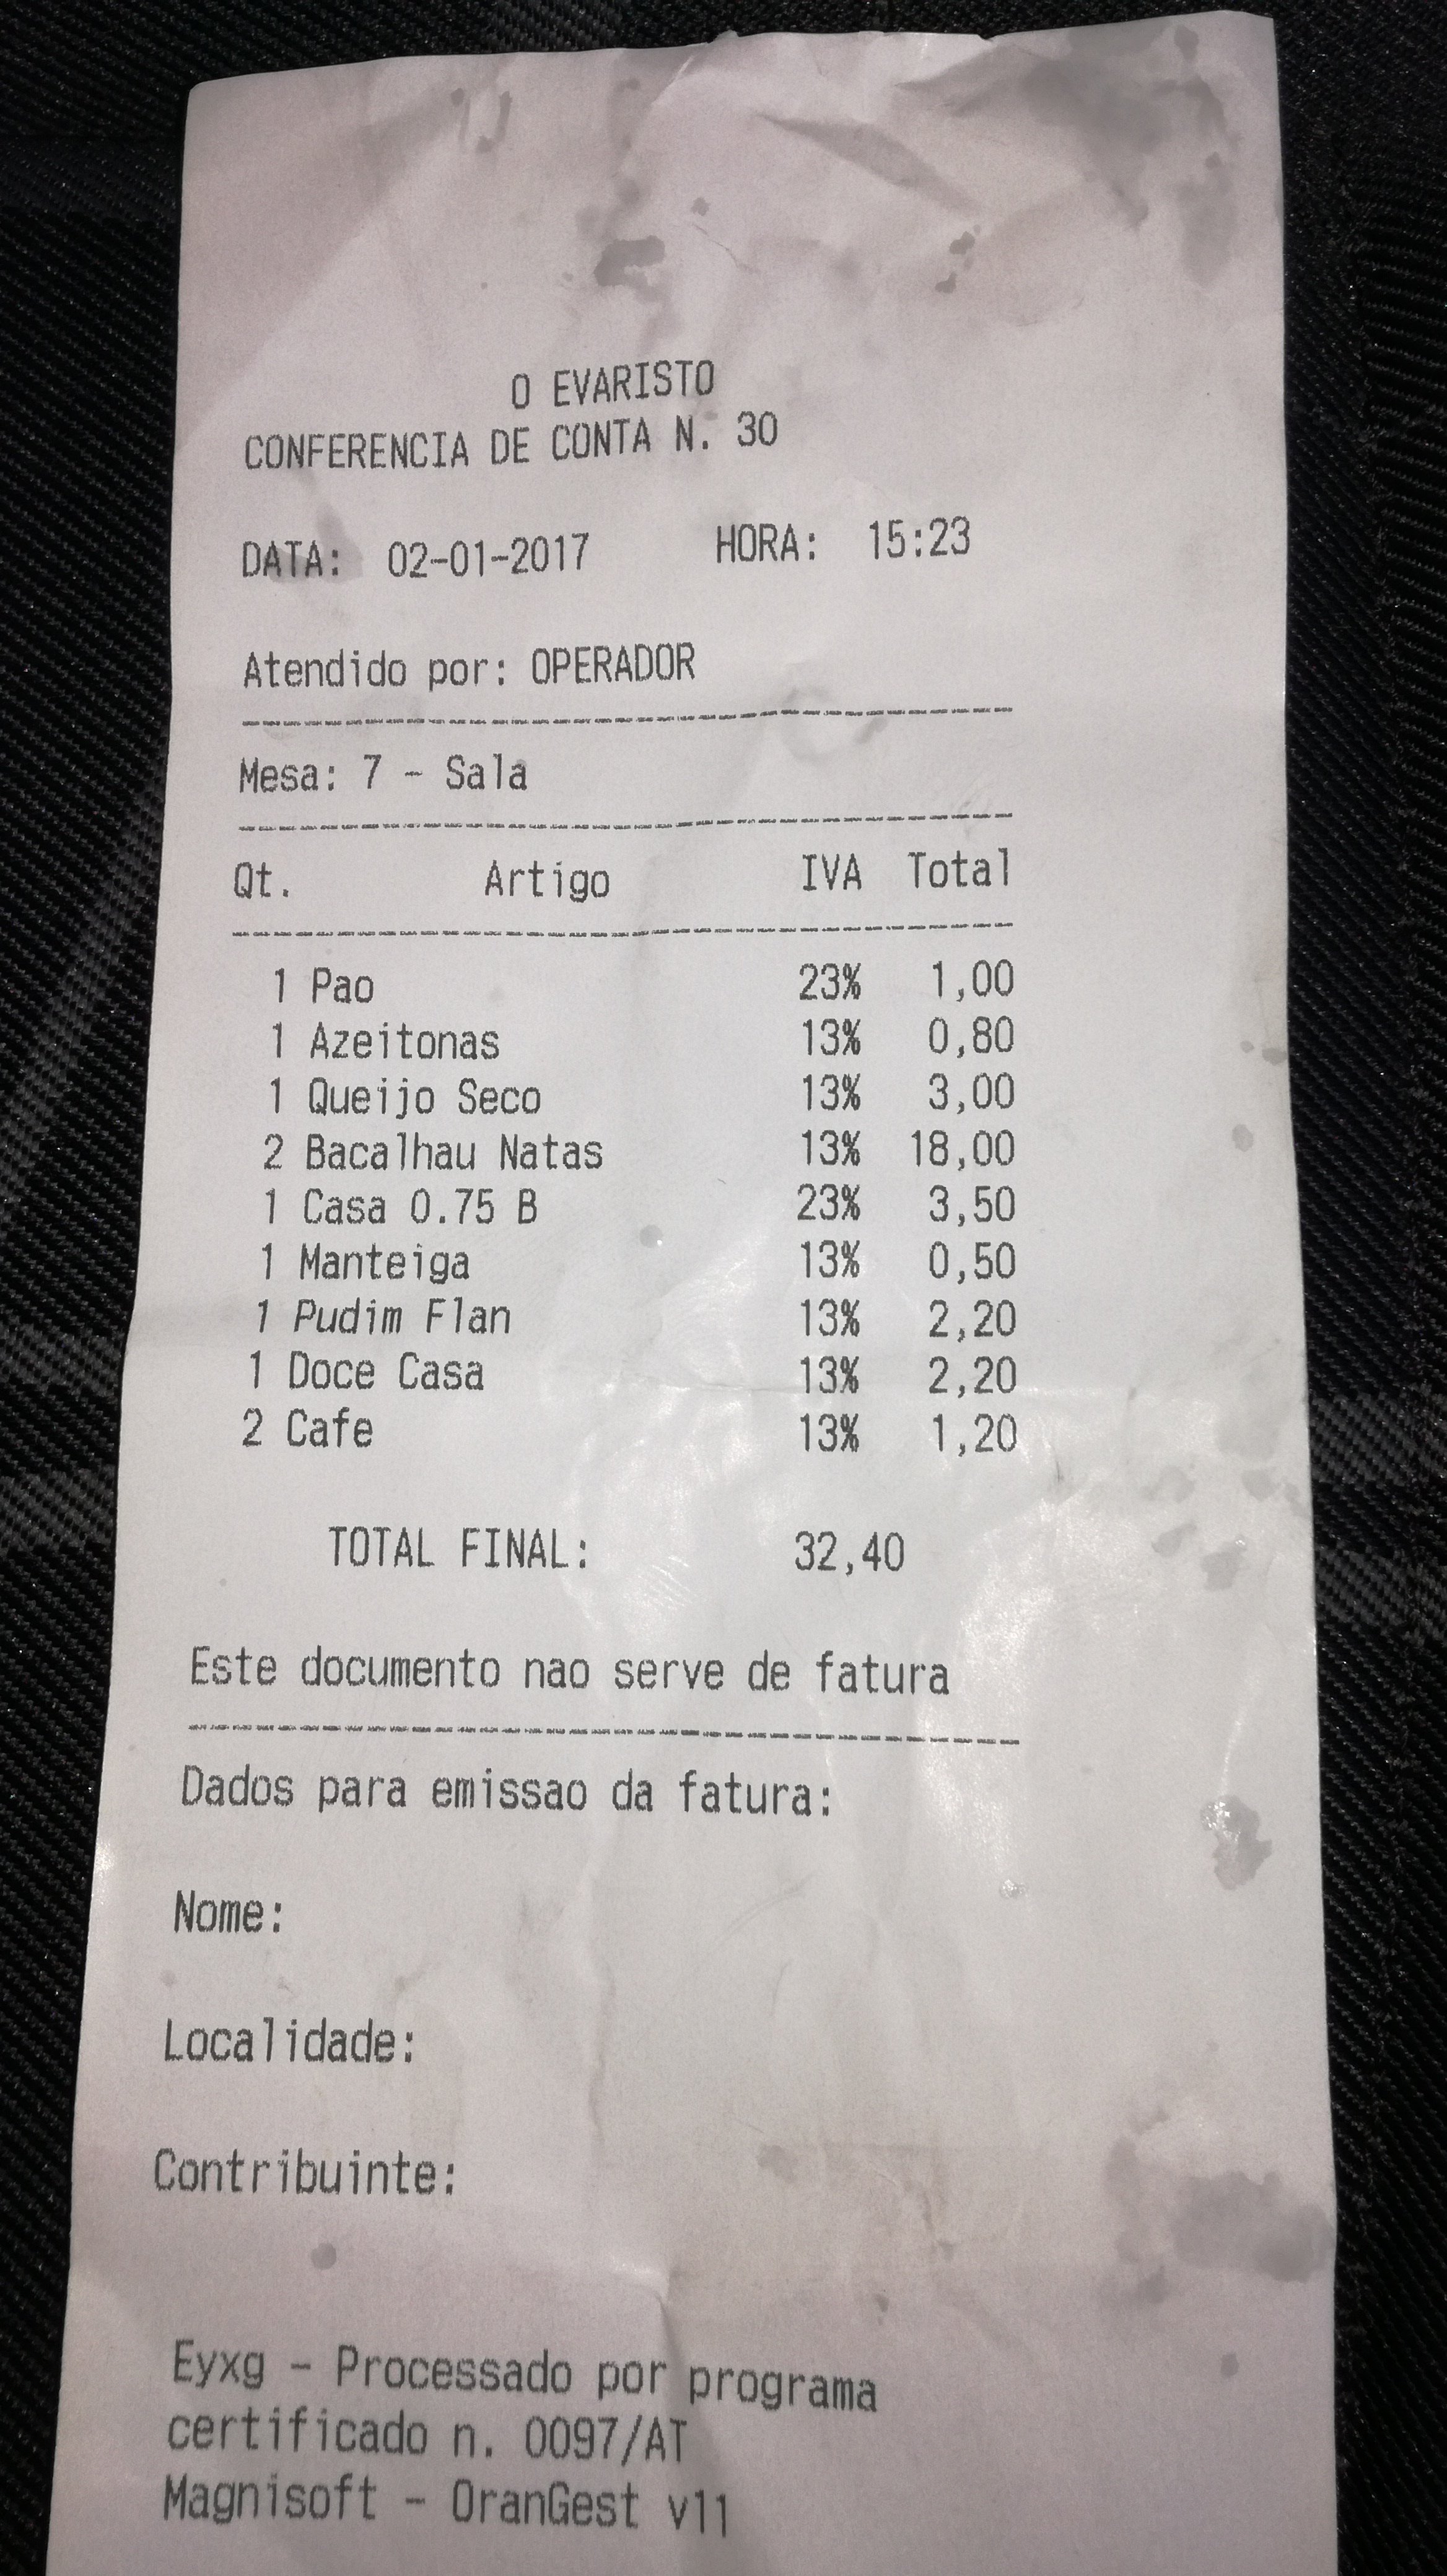 O EVARISTO
CONFERENCIA DE CONTA N. 30
DATA: 02-01-2017 HORA: 15:23
Atendido por: OPERADOR
Mesa: 7 - Sala
Qt. Artigo IVA Total
1 Pao 23% 1,00
1 Azeitonas 13% 0,80
1 Queijo Seco 13% 3,00
2 Bacalhau Natas 13% 18,00
1 Casa 0.75 B 23% 3,50
1 Manteiga 13% 0,50
1 Pudim Flan 13% 2,20
1 Doce Casa 13% 2,20
2 Cafe 13% 1,20
TOTAL FINAL: 32,40
Este documento nao serve de fatura
Dados para emissao da fatura:
Nome:
Localidade:
Contribuinte:
Eyxg - Processado por programa
certificado n. 0097/AT
Magnisoft - OranGest v11